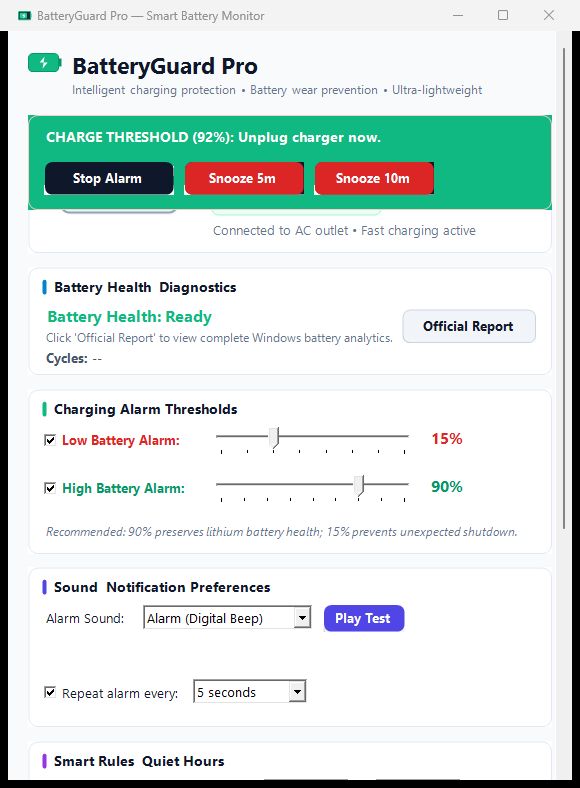 BatteryGuard Pro — Smart Battery Monitor
BatteryGuard Pro
Intelligent charging protection • Battery wear prevention • Ultra-lightweight
CHARGE THRESHOLD (92%): Unplug charger now.
Stop Alarm
Snooze 5m
Snooze 10m
Connected to AC outlet • Fast charging active
Battery Health  Diagnostics
Battery Health: Ready
Click 'Official Report' to view complete Windows battery analytics.
Official Report
Cycles: --
Charging Alarm Thresholds
Low Battery Alarm:
15%
High Battery Alarm:
90%
Recommended: 90% preserves lithium battery health; 15% prevents unexpected shutdown.
Sound  Notification Preferences
Alarm Sound:
Alarm (Digital Beep)
Play Test
Repeat alarm every:
5 seconds
Smart Rules  Quiet Hours